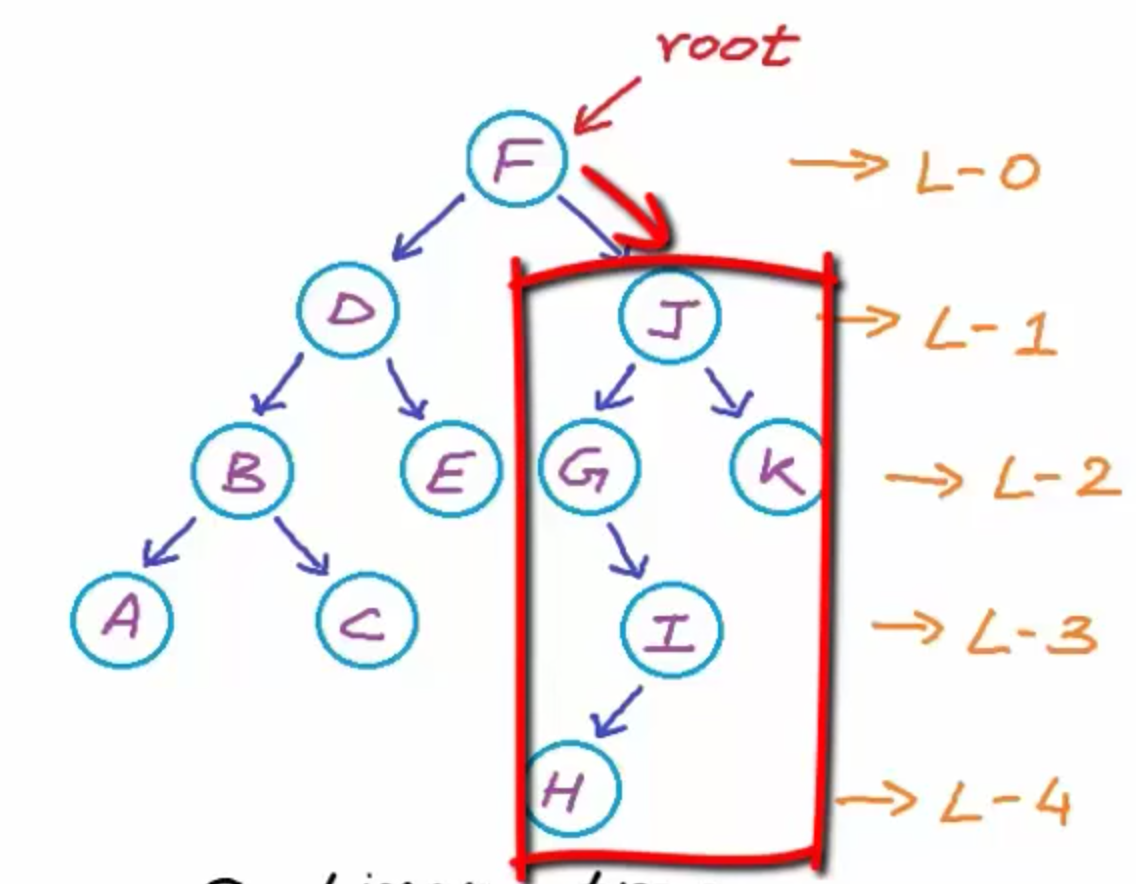 root
F → L-0
D J → L-1
B E G K → L-2
A C I → L-3
H → L-4